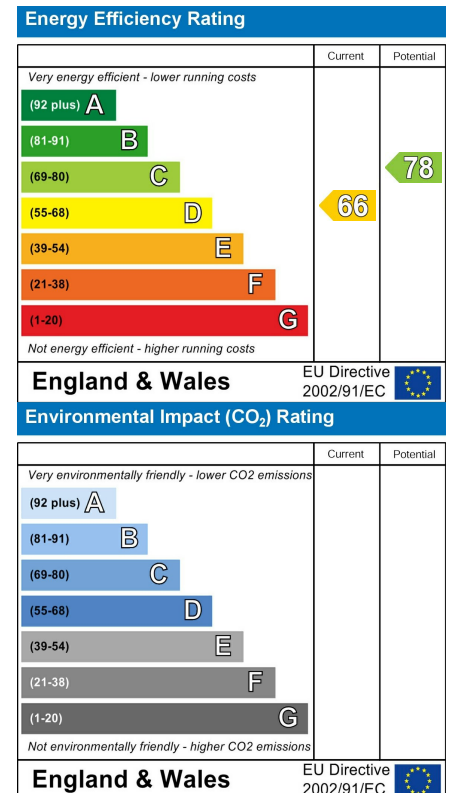 Energy Efficiency Rating
Current Potential
Very energy efficient - lower running costs
(92 plus) A
(81-91) B
78
(69-80) C
(55-68) D
66
(39-54) E
(21-38) F
(1-20) G
Not energy efficient - higher running costs
England & Wales
EU Directive
2002/91/EC
Environmental Impact (CO₂) Rating
Current Potential
Very environmentally friendly - lower CO2 emissions
(92 plus) A
(81-91) B
(69-80) C
(55-68) D
(39-54) E
(21-38) F
(1-20) G
Not environmentally friendly - higher CO2 emissions
England & Wales
EU Directive
2002/91/EC